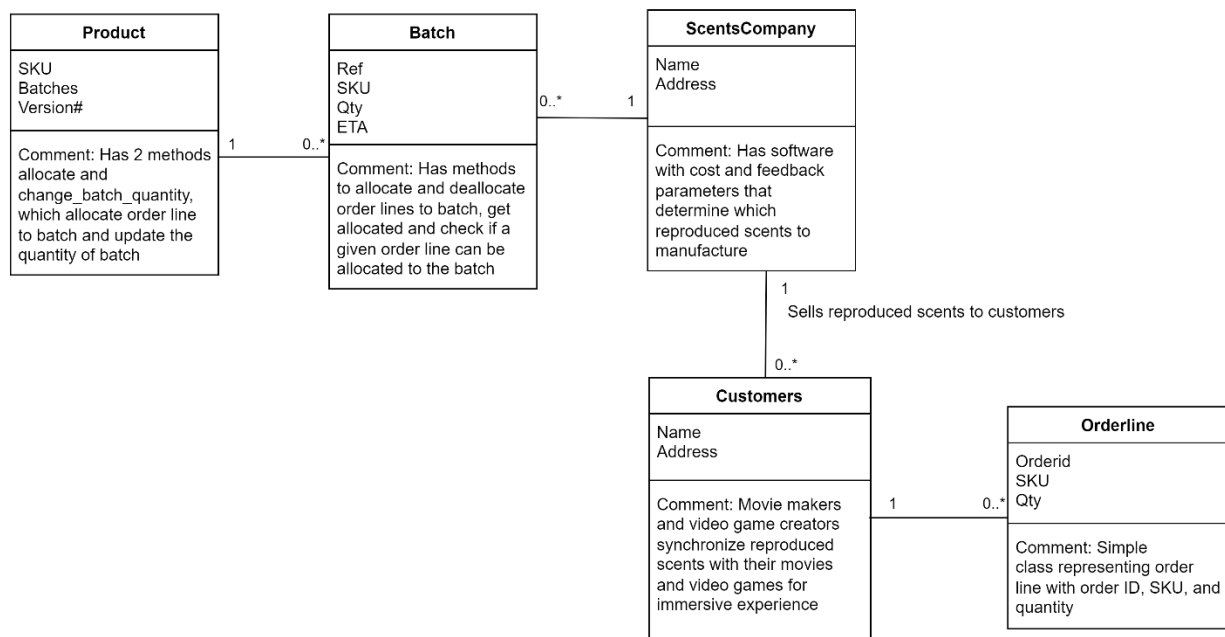 Product
SKU
Batches
Version#
Comment: Has 2 methods
allocate and
change_batch_quantity,
which allocate order line
to batch and update the
quantity of batch
1
0..*
Batch
Ref
SKU
Qty
ETA
Comment: Has methods
to allocate and deallocate
order lines to batch, get
allocated and check if a
given order line can be
allocated to the batch
0..*
1
ScentsCompany
Name
Address
Comment: Has software
with cost and feedback
parameters that
determine which
reproduced scents to
manufacture
1
Sells reproduced scents to customers
0..*
Customers
Name
Address
Comment: Movie makers
and video game creators
synchronize reproduced
scents with their movies
and video games for
immersive experience
1
0..*
Orderline
Orderid
SKU
Qty
Comment: Simple
class representing order
line with order ID, SKU, and
quantity